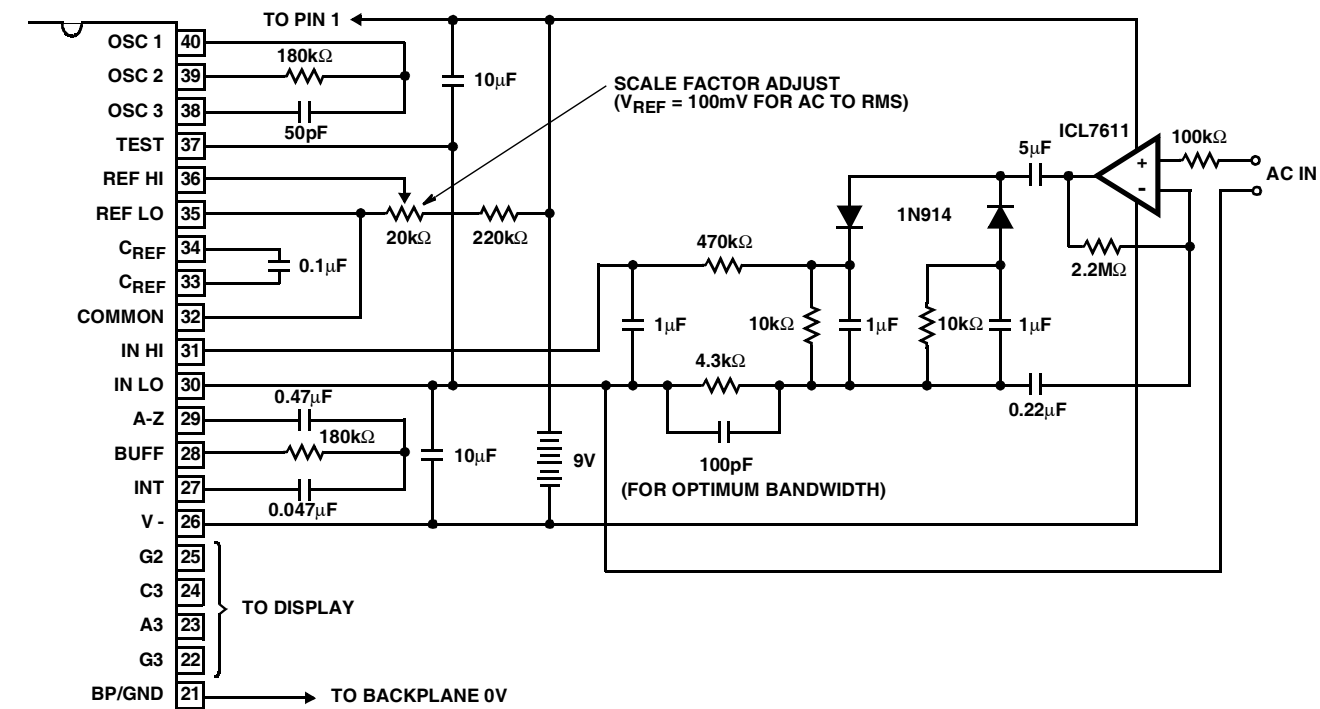 TO PIN 1
OSC 1 40
180kΩ
OSC 2 39
10μF
SCALE FACTOR ADJUST
(VREF = 100mV FOR AC TO RMS)
OSC 3 38
50pF
TEST 37
ICL7611
100kΩ
5μF
+
-
AC IN
REF HI 36
REF LO 35
20kΩ
220kΩ
1N914
470kΩ
2.2MΩ
CREF 34
0.1μF
CREF 33
COMMON 32
1μF
10kΩ
1μF
10kΩ
1μF
IN HI 31
4.3kΩ
IN LO 30
0.47μF
0.22μF
A-Z 29
180kΩ
BUFF 28
10μF
9V
100pF
(FOR OPTIMUM BANDWIDTH)
INT 27
0.047μF
V - 26
G2 25
C3 24
TO DISPLAY
A3 23
G3 22
BP/GND 21
TO BACKPLANE 0V